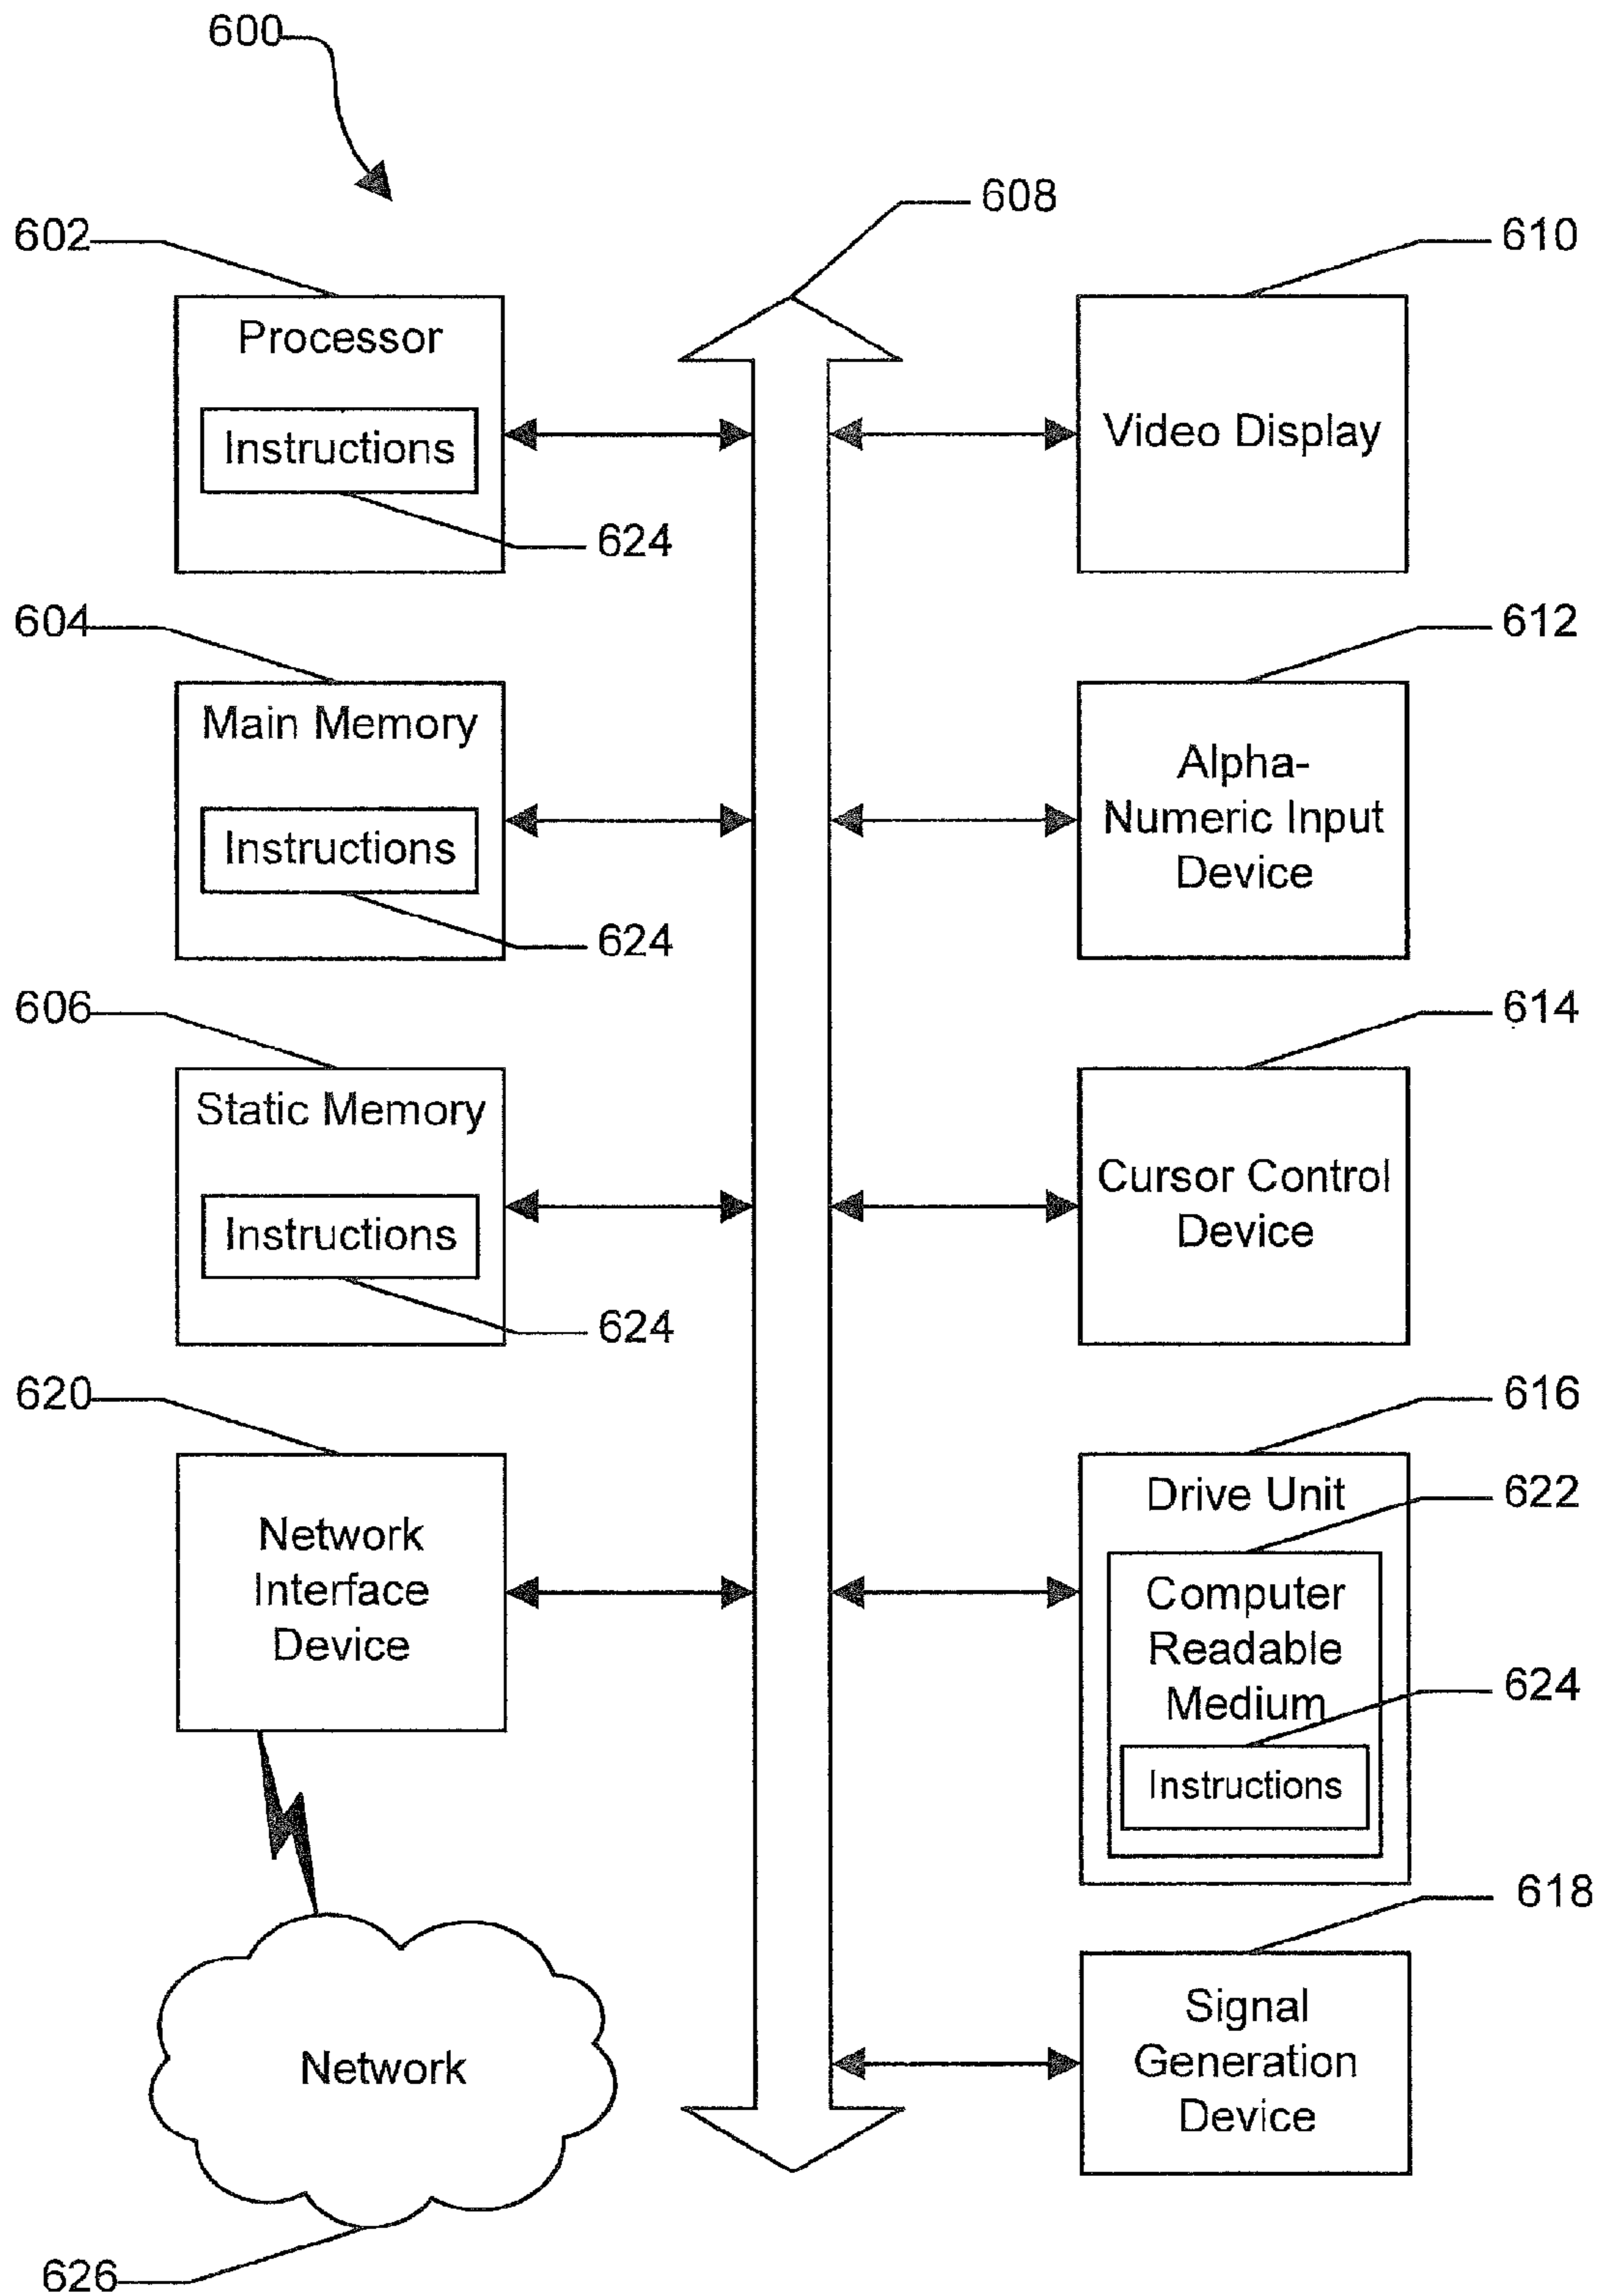 600
608
602
610
Processor
Instructions
624
Video Display
604
612
Main Memory
Instructions
624
Alpha-
Numeric Input
Device
606
614
Static Memory
Instructions
624
Cursor Control
Device
620
616
Network
Interface
Device
Drive Unit
622
Computer
Readable
Medium
624
Instructions
618
Signal
Generation
Device
Network
626